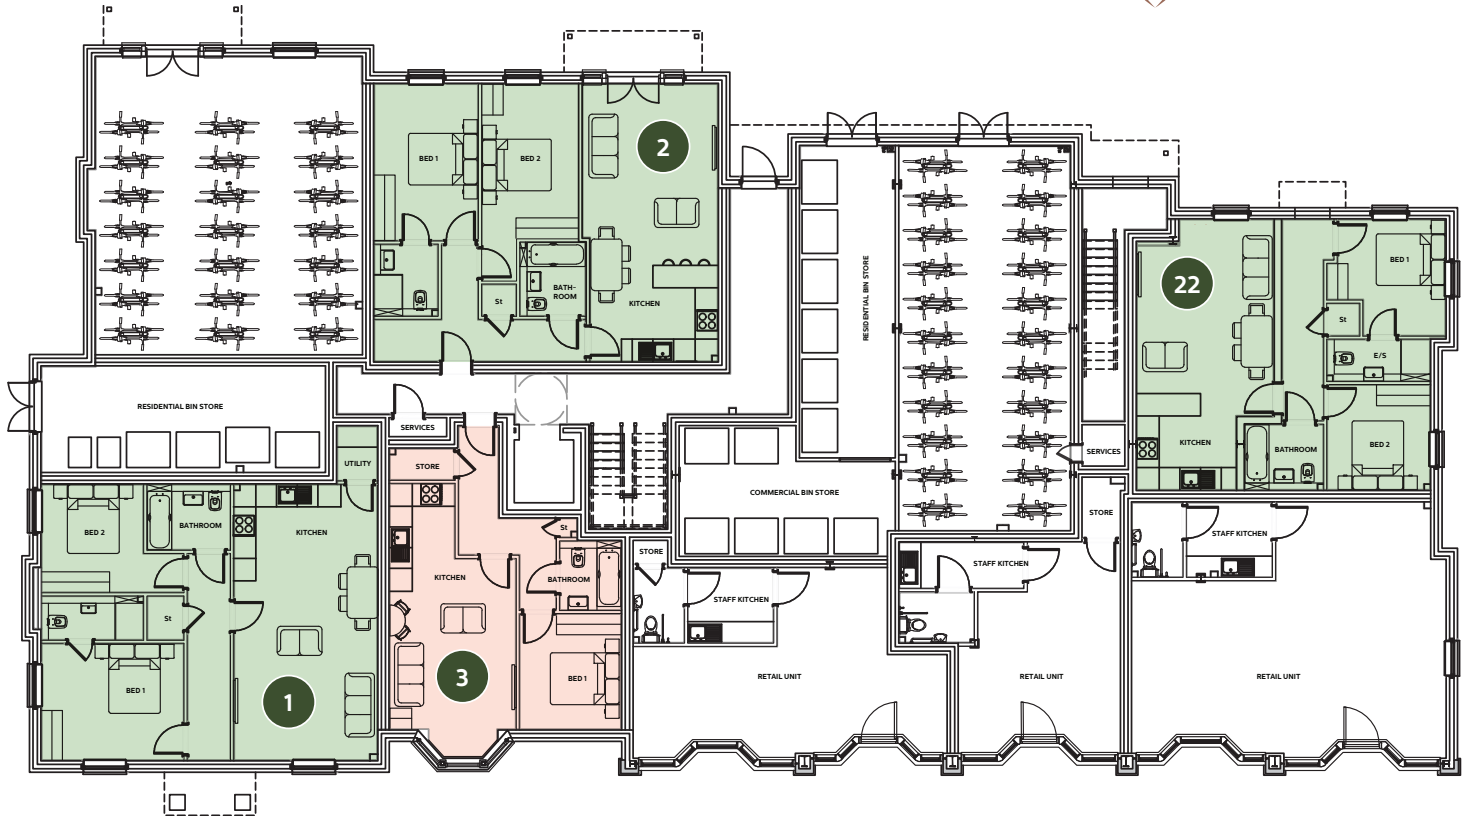 2
BED 1
BED 2
BATH-
ROOM
St
KITCHEN
RESIDENTIAL BIN STORE
22
BED 1
St
E/S
KITCHEN
BATHROOM
BED 2
RESIDENTIAL BIN STORE
SERVICES
SERVICES
UTILITY
STORE
COMMERCIAL BIN STORE
STORE
BED 2
BATHROOM
KITCHEN
St
STORE
STAFF KITCHEN
STAFF KITCHEN
KITCHEN
BATHROOM
STAFF KITCHEN
St
BED 1
1
3
BED 1
RETAIL UNIT
RETAIL UNIT
RETAIL UNIT